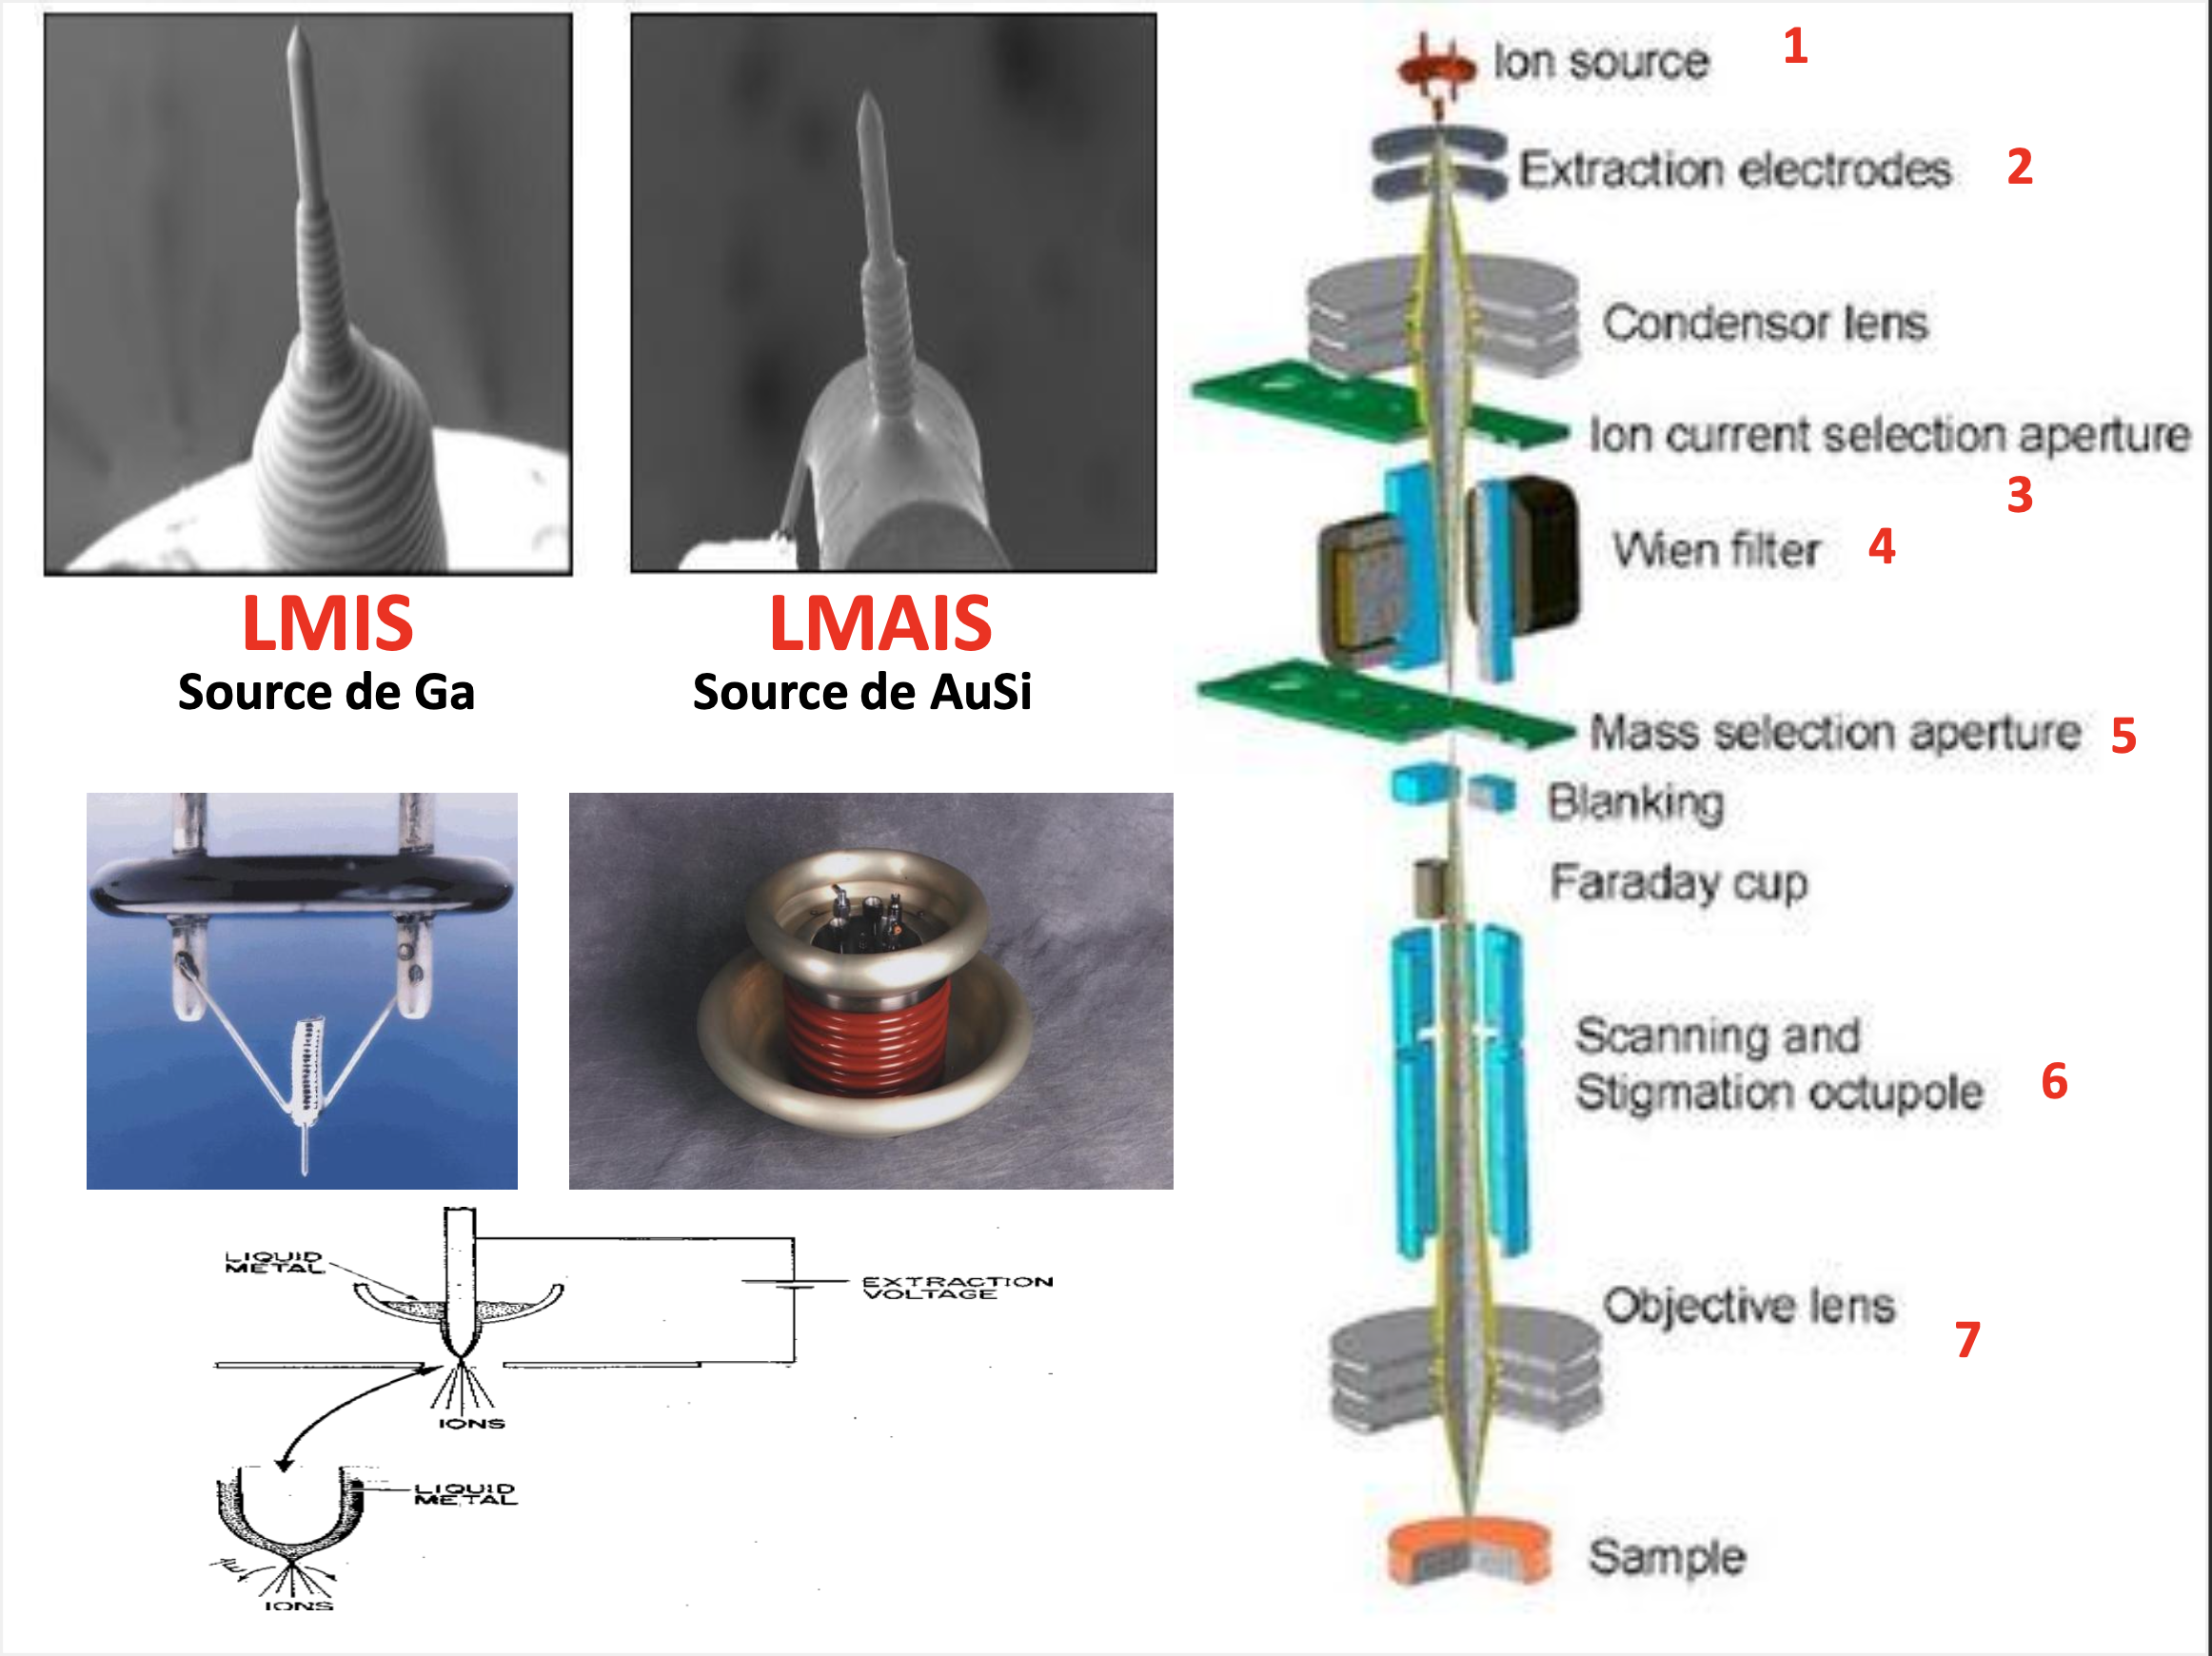 LMIS
Source de Ga
LMAIS
Source de AuSi
LIQUID
METAL
EXTRACTION
VOLTAGE
IONS
LIQUID
METAL
IONS
Ion source 1
Extraction electrodes 2
Condensor lens
Ion current selection aperture
3
Wien filter 4
Mass selection aperture 5
Blanking
Faraday cup
Scanning and
Stigmation octupole 6
Objective lens
7
Sample